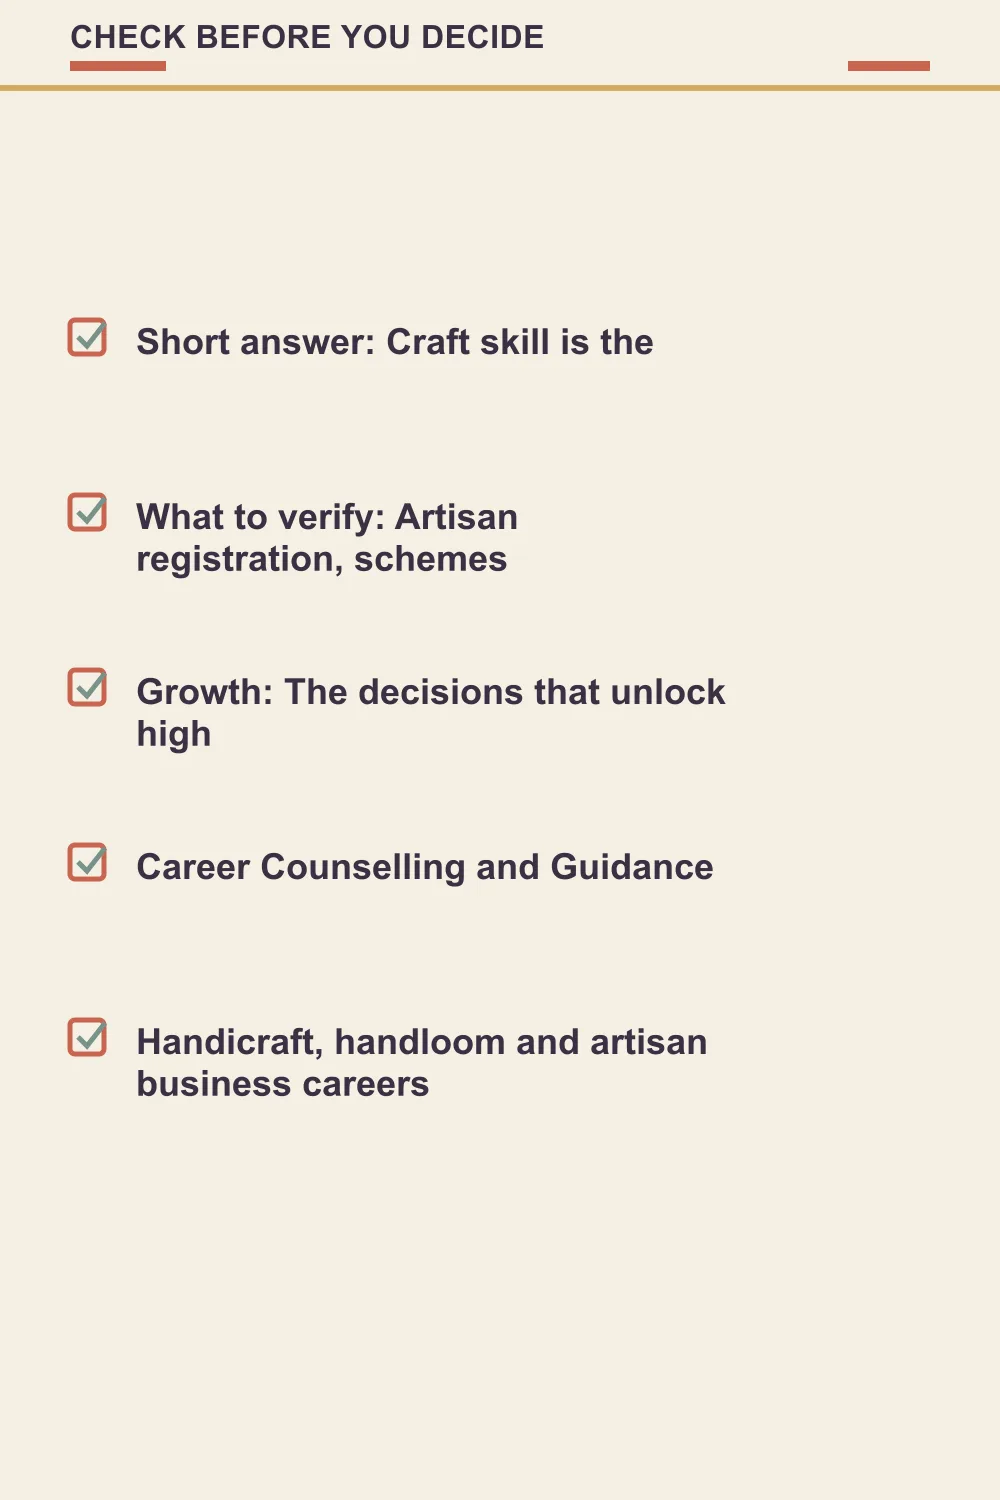 CHECK BEFORE YOU DECIDE
Short answer: Craft skill is the
What to verify: Artisan
registration, schemes
Growth: The decisions that unlock
high
Career Counselling and Guidance
Handicraft, handloom and artisan
business careers